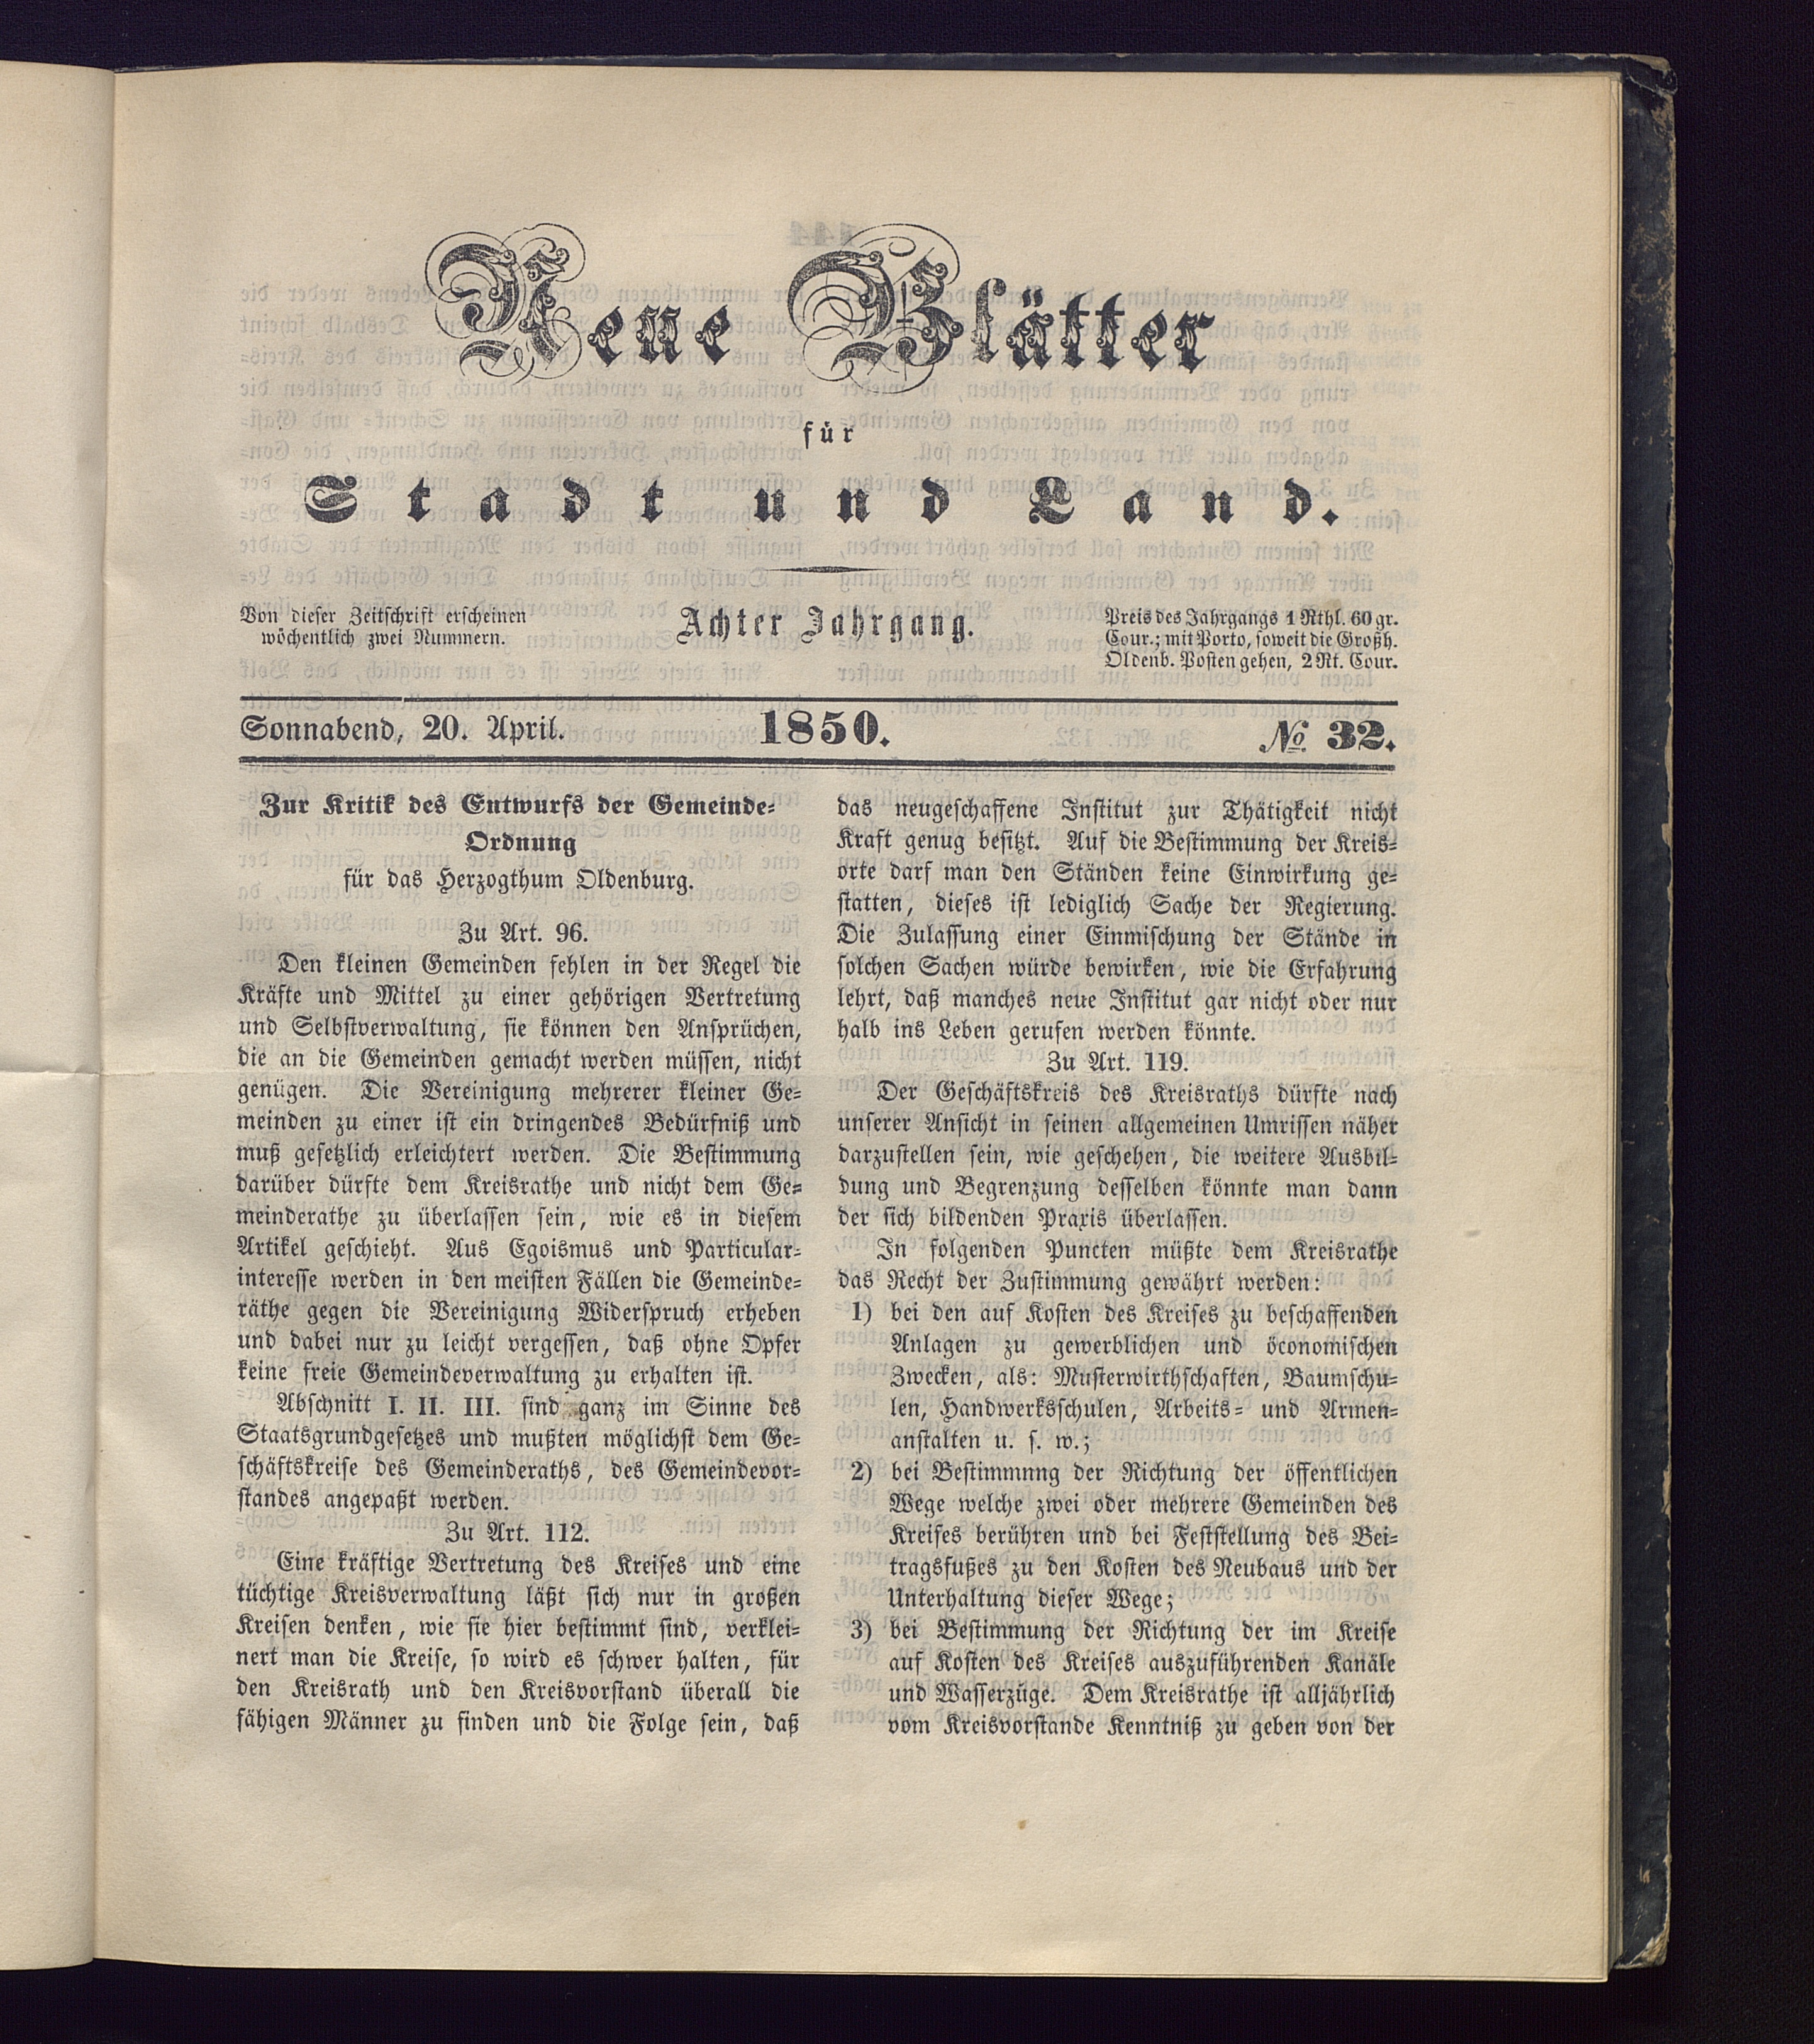 Neue Blätter
für
Stadt und Land.
Von dieser Zeitschrift erscheinen
wöchentlich zwei Nummern.
Achter Jahrgang.
Preis des Jahrgangs 1 Rthl. 60 gr.
Cour.; mit Porto, soweit die Großh.
Oldenb. Posten gehen, 2 Rt. Cour.
Sonnabend, 20. April. 1850. № 32.
Zur Kritik des Entwurfs der Gemeinde-
Ordnung
für das Herzogthum Oldenburg.
Zu Art. 96.
Den kleinen Gemeinden fehlen in der Regel die
Kräfte und Mittel zu einer gehörigen Vertretung
und Selbstverwaltung, sie können den Ansprüchen,
die an die Gemeinden gemacht werden müssen, nicht
genügen. Die Vereinigung mehrerer kleiner Ge-
meinden zu einer ist ein dringendes Bedürfniß und
muß gesetzlich erleichtert werden. Die Bestimmung
darüber dürfte dem Kreisrathe und nicht dem Ge-
meinderathe zu überlassen sein, wie es in diesem
Artikel geschieht. Aus Egoismus und Particular-
interesse werden in den meisten Fällen die Gemeinde-
räthe gegen die Vereinigung Widerspruch erheben
und dabei nur zu leicht vergessen, daß ohne Opfer
keine freie Gemeindeverwaltung zu erhalten ist.
Abschnitt I. II. III. sind ganz im Sinne des
Staatsgrundgesetzes und mußten möglichst dem Ge-
schäftskreise des Gemeinderaths, des Gemeindevor-
standes angepaßt werden.
Zu Art. 112.
Eine kräftige Vertretung des Kreises und eine
tüchtige Kreisverwaltung läßt sich nur in großen
Kreisen denken, wie sie hier bestimmt sind, verklei-
nert man die Kreise, so wird es schwer halten, für
den Kreisrath und den Kreisvorstand überall die
fähigen Männer zu finden und die Folge sein, daß
das neugeschaffene Institut zur Thätigkeit nicht
Kraft genug besitzt. Auf die Bestimmung der Kreis-
orte darf man den Ständen keine Einwirkung ge-
statten, dieses ist lediglich Sache der Regierung.
Die Zulassung einer Einmischung der Stände in
solchen Sachen würde bewirken, wie die Erfahrung
lehrt, daß manches neue Institut gar nicht oder nur
halb ins Leben gerufen werden könnte.
Zu Art. 119.
Der Geschäftskreis des Kreisraths dürfte nach
unserer Ansicht in seinen allgemeinen Umrissen näher
darzustellen sein, wie geschehen, die weitere Ausbil-
dung und Begrenzung desselben könnte man dann
der sich bildenden Praxis überlassen.
In folgenden Puncten müßte dem Kreisrathe
das Recht der Zustimmung gewährt werden:
1) bei den auf Kosten des Kreises zu beschaffenden
Anlagen zu gewerblichen und öconomischen
Zwecken, als: Musterwirthschaften, Baumschu-
len, Handwerksschulen, Arbeits- und Armen-
anstalten u. s. w.;
2) bei Bestimmnng der Richtung der öffentlichen
Wege welche zwei oder mehrere Gemeinden des
Kreises berühren und bei Feststellung des Bei-
tragsfußes zu den Kosten des Neubaus und der
Unterhaltung dieser Wege;
3) bei Bestimmung der Richtung der im Kreise
auf Kosten des Kreises auszuführenden Kanäle
und Wasserzüge. Dem Kreisrathe ist alljährlich
vom Kreisvorstande Kenntniß zu geben von der